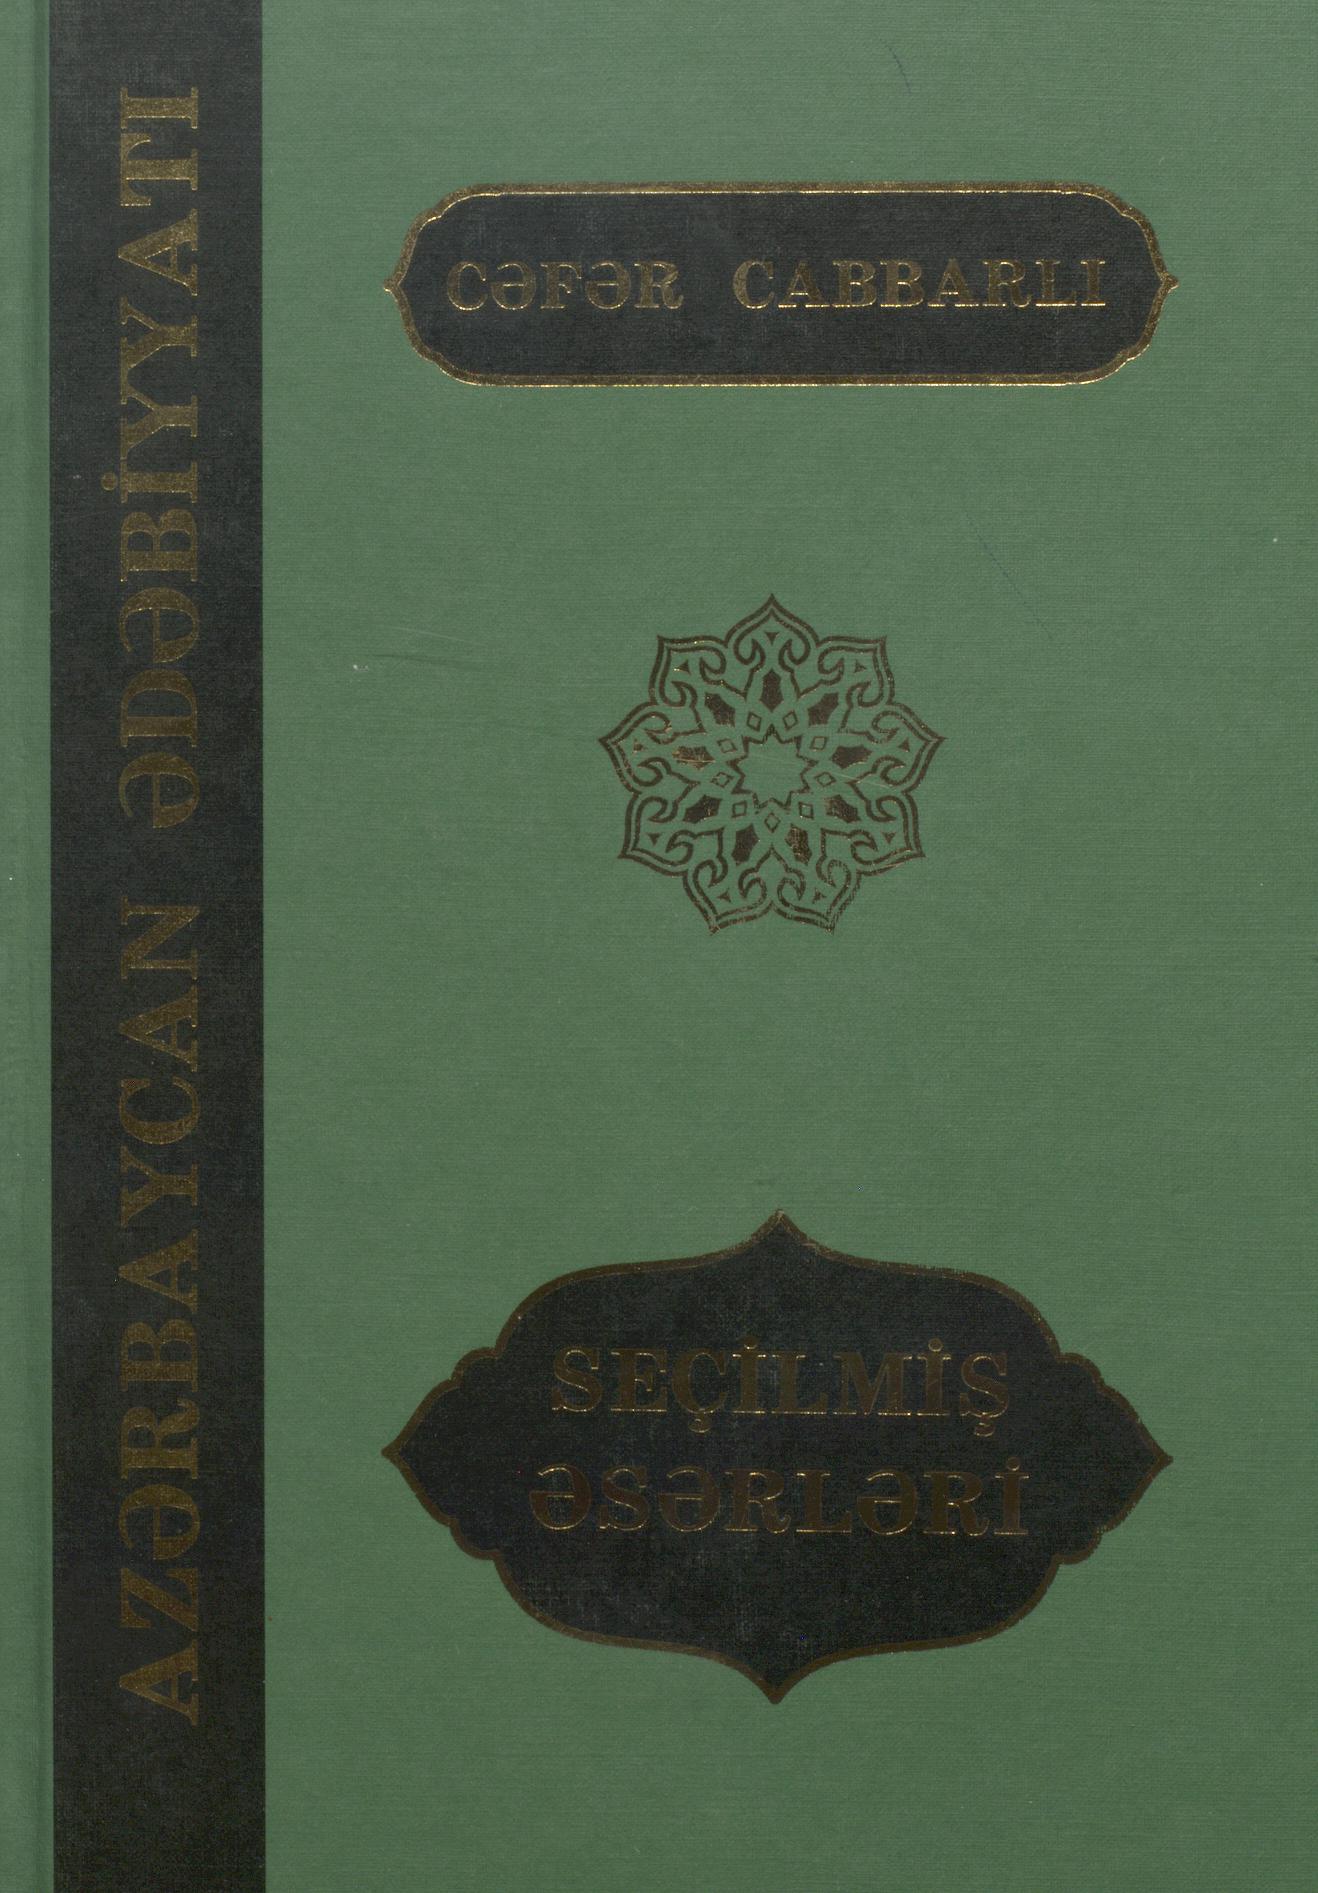 AZƏRBAYCAN ƏDƏBİYYATI
CƏFƏR CABBARLI
SEÇİLMİŞ
ƏSƏRLƏRİ